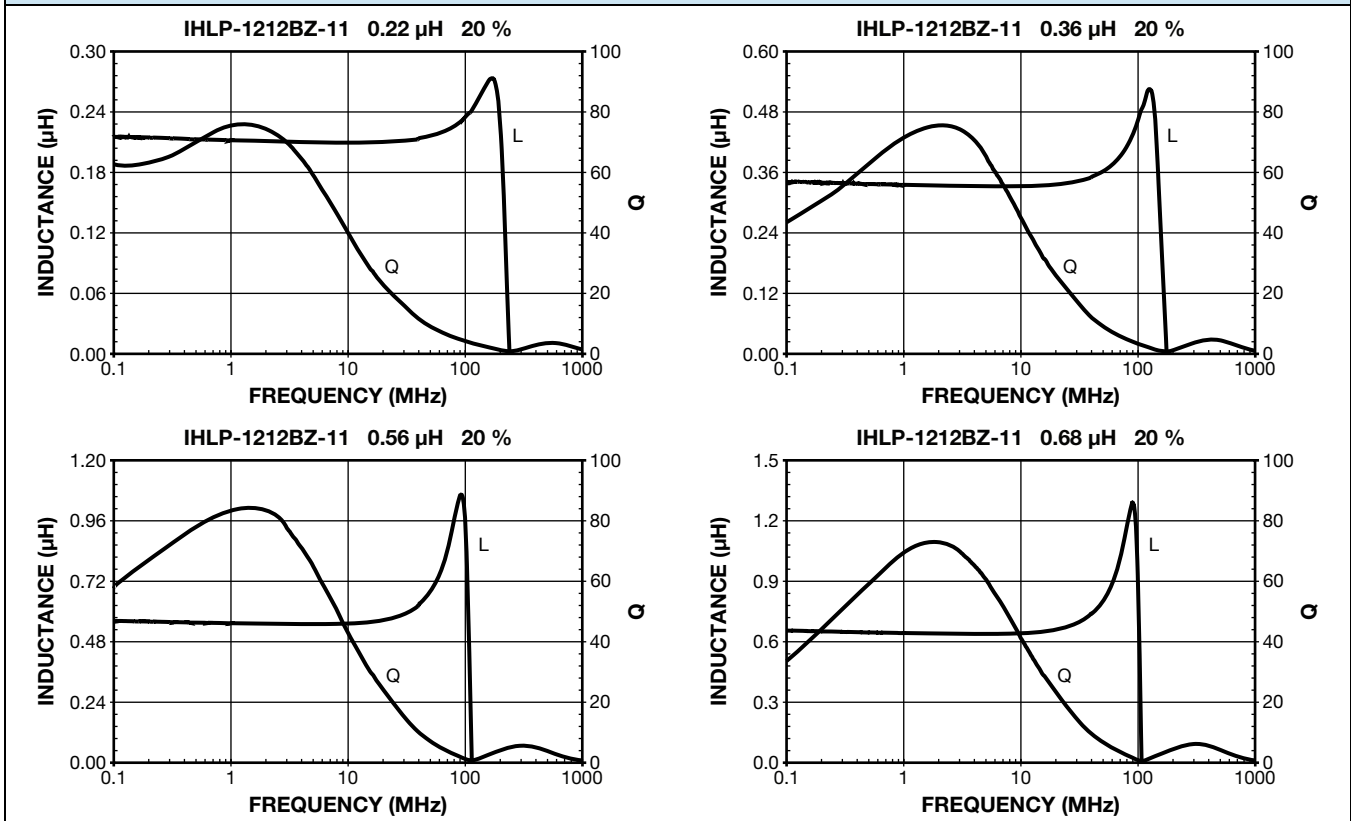 IHLP-1212BZ-11 0.22 µH 20 %
0.30
0.24
0.18
0.12
0.06
0.00
INDUCTANCE (µH)
100
80
60
40
20
0
Q
L
Q
0.1 1 10 100 1000
FREQUENCY (MHz)
IHLP-1212BZ-11 0.36 µH 20 %
0.60
0.48
0.36
0.24
0.12
0.00
INDUCTANCE (µH)
100
80
60
40
20
0
Q
L
Q
0.1 1 10 100 1000
FREQUENCY (MHz)
IHLP-1212BZ-11 0.56 µH 20 %
1.20
0.96
0.72
0.48
0.24
0.00
INDUCTANCE (µH)
100
80
60
40
20
0
Q
L
Q
0.1 1 10 100 1000
FREQUENCY (MHz)
IHLP-1212BZ-11 0.68 µH 20 %
1.5
1.2
0.9
0.6
0.3
0.00
INDUCTANCE (µH)
100
80
60
40
20
0
Q
L
Q
0.1 1 10 100 1000
FREQUENCY (MHz)